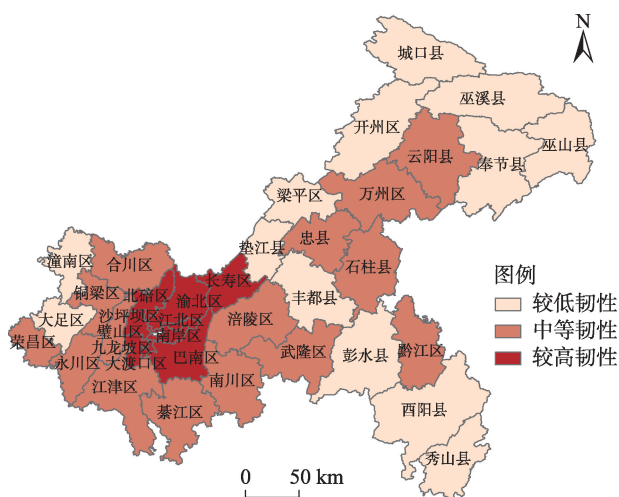 N
城口县
巫溪县
开州区
云阳县
奉节县
巫山县
梁平区
万州区
垫江县
忠县
石柱县
潼南区
合川区
长寿区
铜梁区
北碚区
渝北区
丰都县
大足区
沙坪坝区
江北区
涪陵区
荣昌区
璧山区
南岸区
九龙坡区
巴南区
武隆区
彭水县
黔江区
永川区
大渡口区
江津区
南川区
綦江区
酉阳县
秀山县
图例
较低韧性
中等韧性
较高韧性
0 50 km